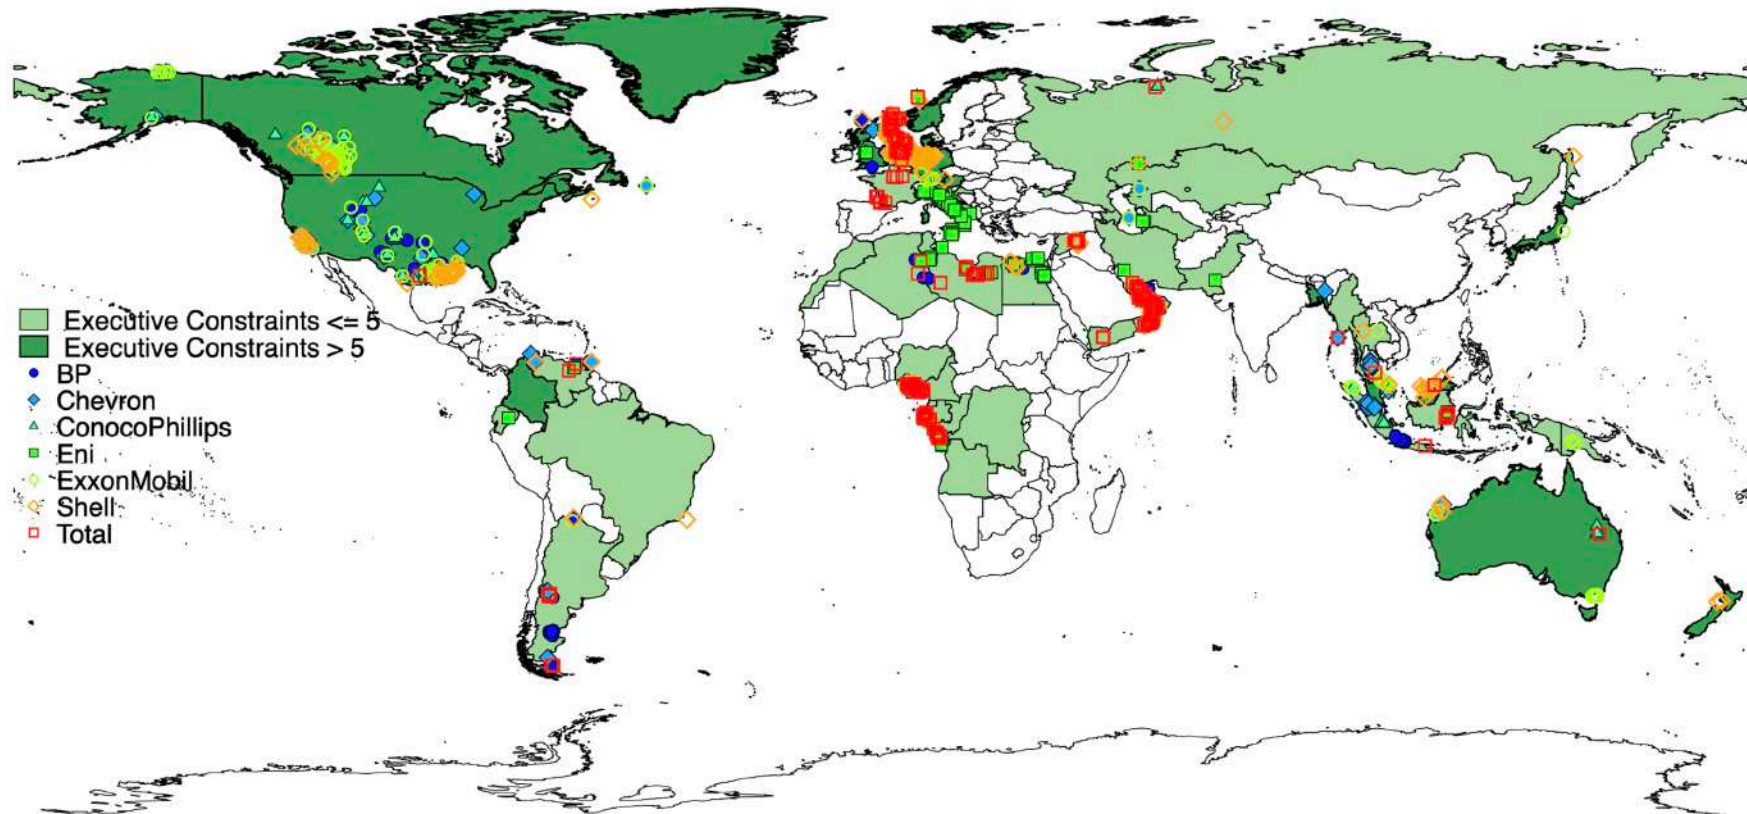 Executive Constraints <= 5
Executive Constraints > 5
BP
Chevron
ConocoPhillips
Eni
ExxonMobil
Shell
Total